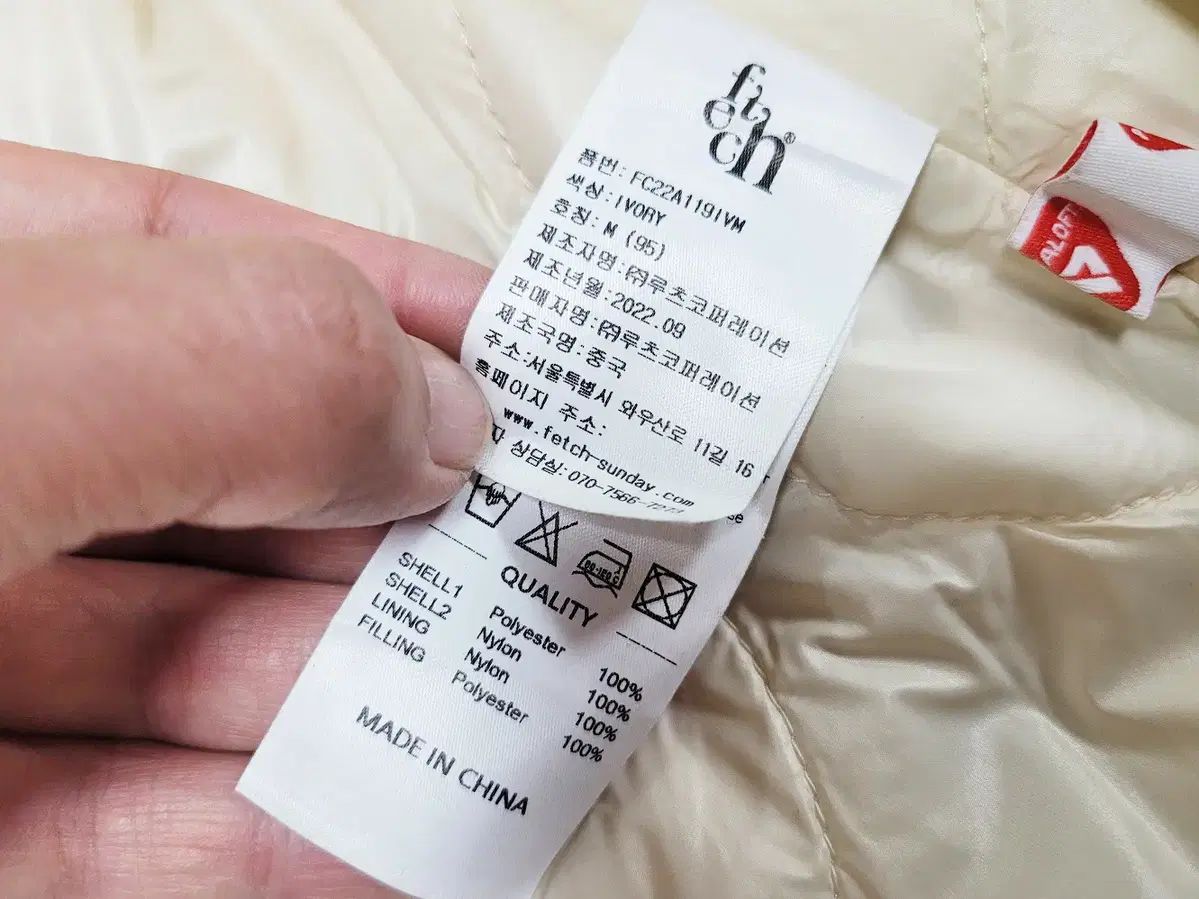 fetch®
품번: FC22A119IVM
색상: IVORY
호칭: M (95)
제조자명:㈜루츠코퍼레이션
제조년월:2022.09
판매자명:㈜루츠코퍼레이션
제조국명:중국
주소:서울특별시 와우산로 11길 16
홈페이지 주소:
www.fetch-sunday.com
자 상담실:070-7566-
se
QUALITY
SHELL1 Polyester 100%
SHELL2 Nylon 100%
LINING Nylon 100%
FILLING Polyester 100%
MADE IN CHINA
ALOFT